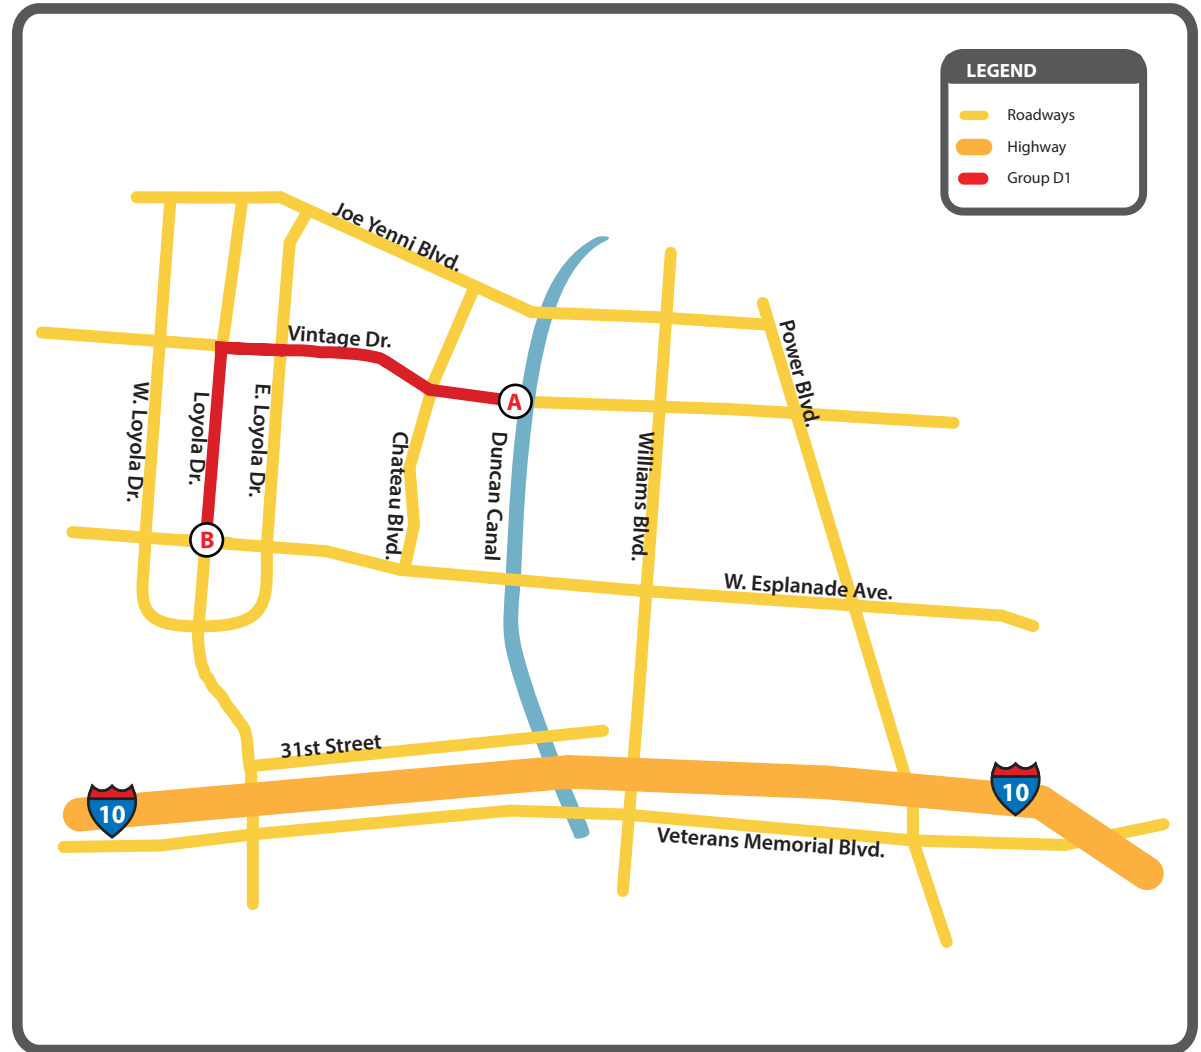 LEGEND
Roadways
Highway
Group D1
Joe Yenni Blvd.
Vintage Dr.
Power Blvd.
W. Loyola Dr.
Loyola Dr.
E. Loyola Dr.
A
Chateau Blvd.
Duncan Canal
Williams Blvd.
B
W. Esplanade Ave.
31st Street
10
10
Veterans Memorial Blvd.